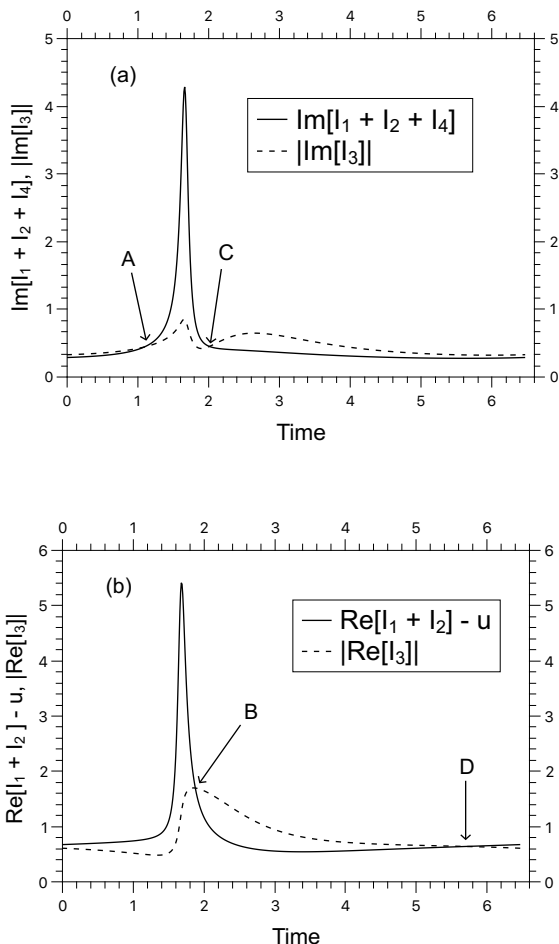 0 1 2 3 4 5 6
5 5
(a)
Im[I₁ + I₂ + I₄]
|Im[I₃]|
4 4
3 3
Im[I₁ + I₂ + I₄], |Im[I₃]|
2 2
A C
1 1
0 0
0 1 2 3 4 5 6
Time
0 1 2 3 4 5 6
6 6
(b)
Re[I₁ + I₂] - u
|Re[I₃]|
5 5
4 4
Re[I₁ + I₂ ] - u, |Re[I₃]|
3 3
B
2 2
D
1 1
0 0
0 1 2 3 4 5 6
Time